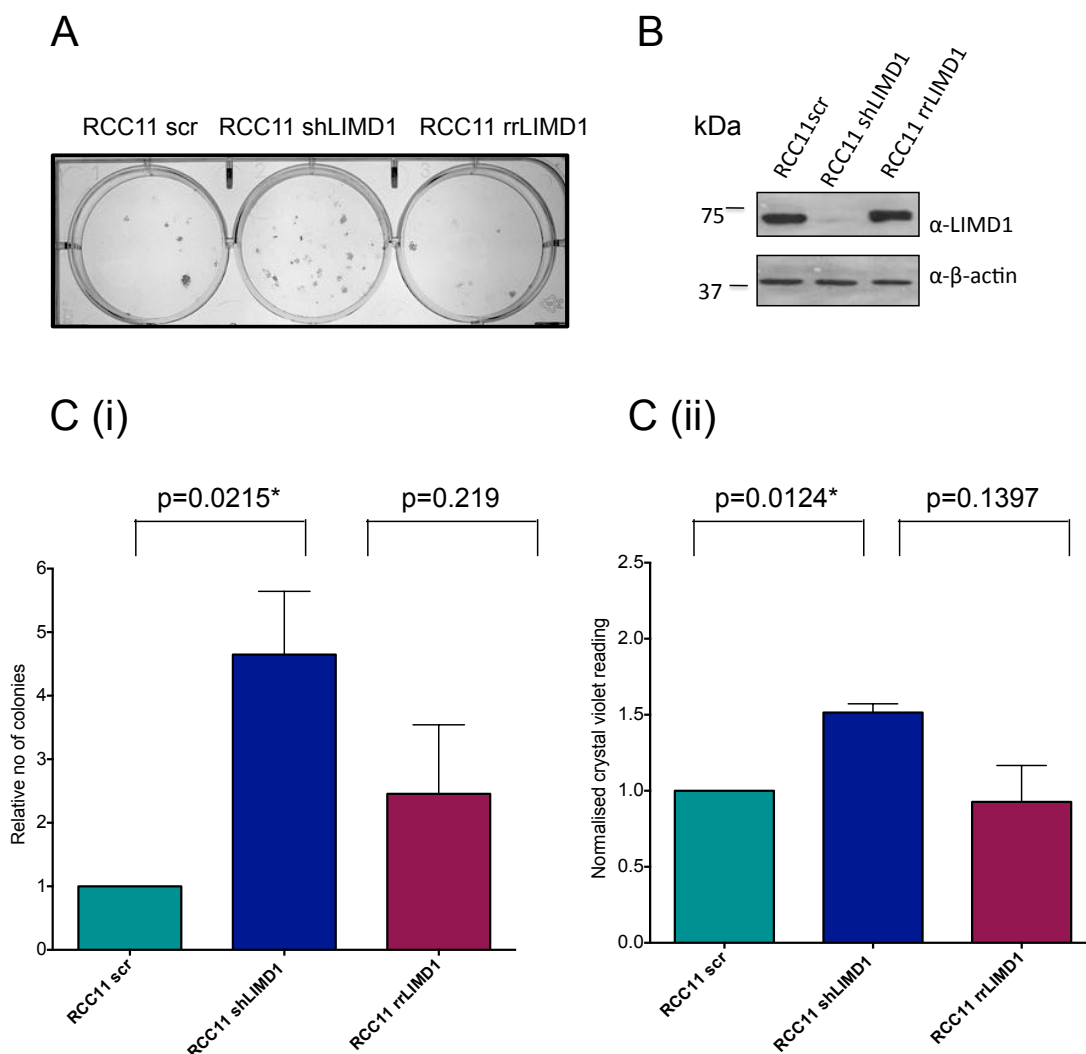 A
RCC11 scr RCC11 shLIMD1 RCC11 rrLIMD1
B
kDa
RCC11scr
RCC11 shLIMD1
RCC11 rrLIMD1
75
α-LIMD1
37
α-β-actin
C (i)
p=0.0215* p=0.219
Relative no of colonies
6
5
4
3
2
1
0
RCC11 scr
RCC11 shLIMD1
RCC11 rrLIMD1
C (ii)
p=0.0124* p=0.1397
Normalised crystal violet reading
2.5
2.0
1.5
1.0
0.5
0.0
RCC11 scr
RCC11 shLIMD1
RCC11 rrLIMD1